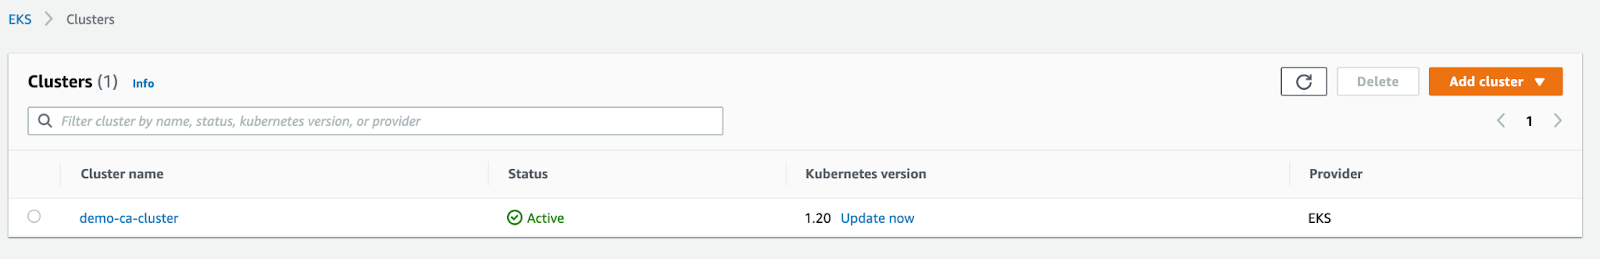 EKS > Clusters
Clusters (1) Info
Delete
Add cluster
Filter cluster by name, status, kubernetes version, or provider
1
Cluster name Status Kubernetes version Provider
demo-ca-cluster Active 1.20 Update now EKS